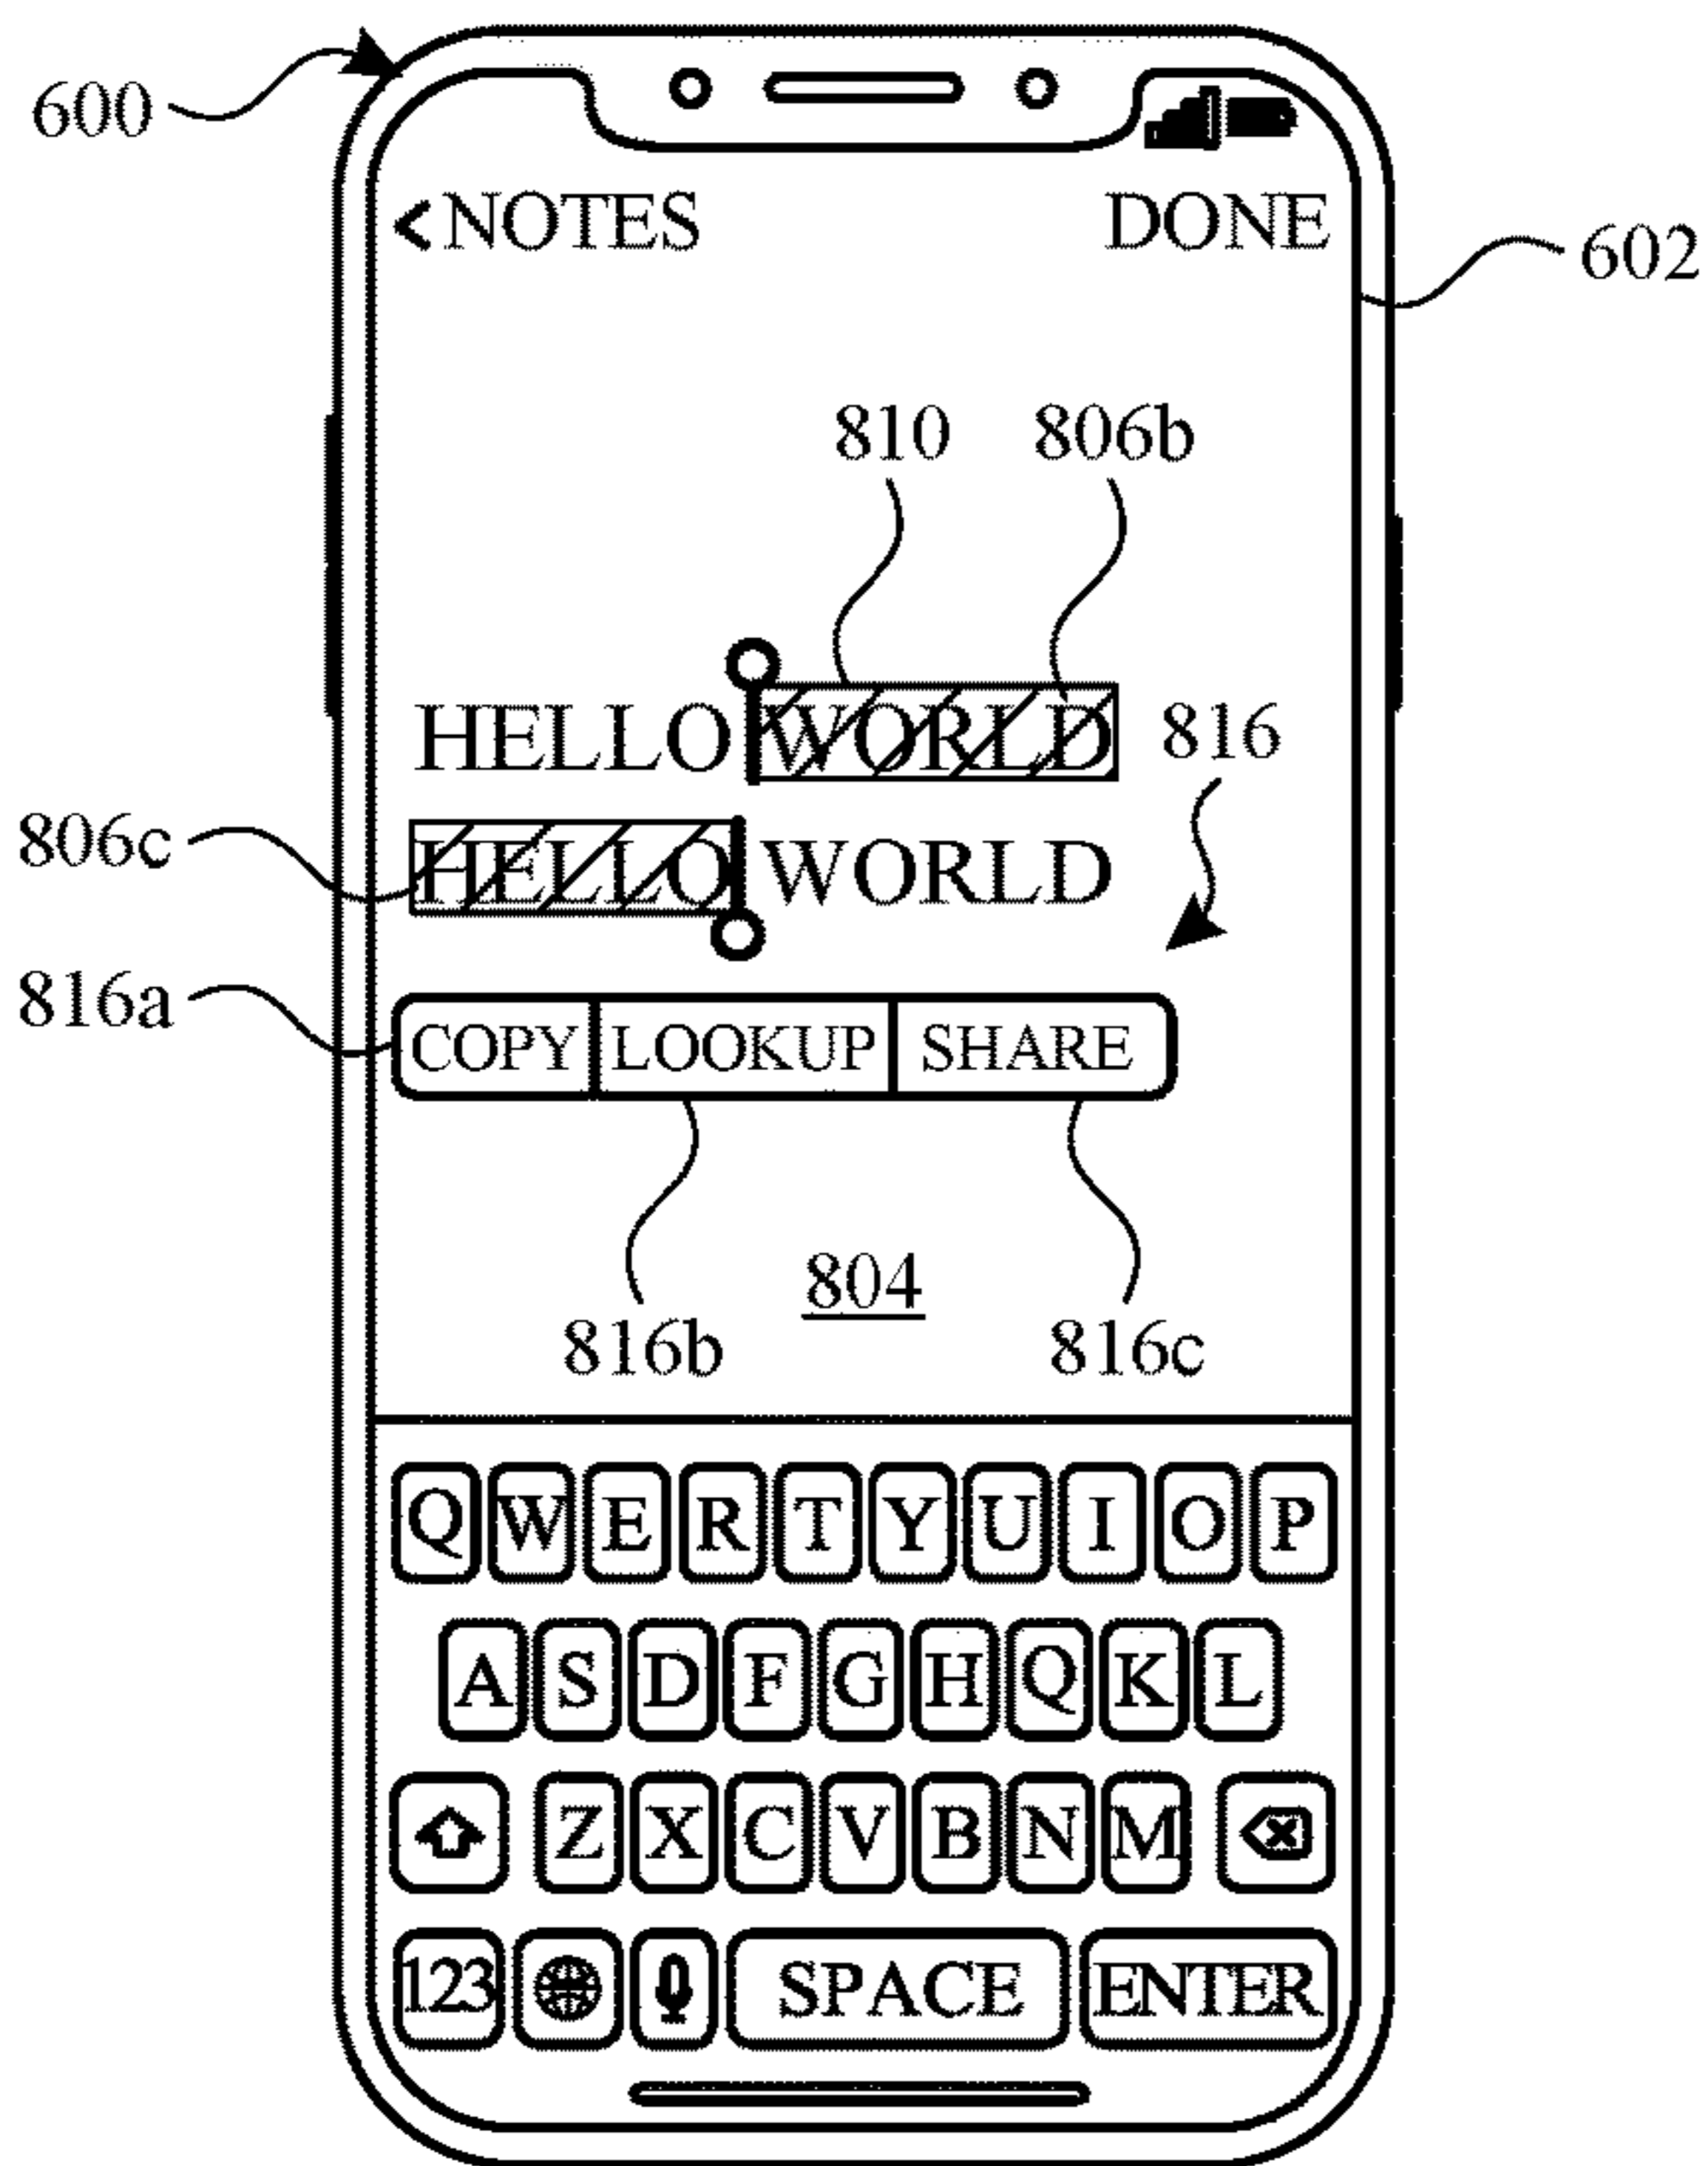 600
< NOTES DONE
602
810 806b
HELLO WORLD 816
806c HELLO WORLD
816a
COPY LOOKUP SHARE
804
816b 816c
Q W E R T Y U I O P
A S D F G H Q K L
Z X C V B N M
123 SPACE ENTER